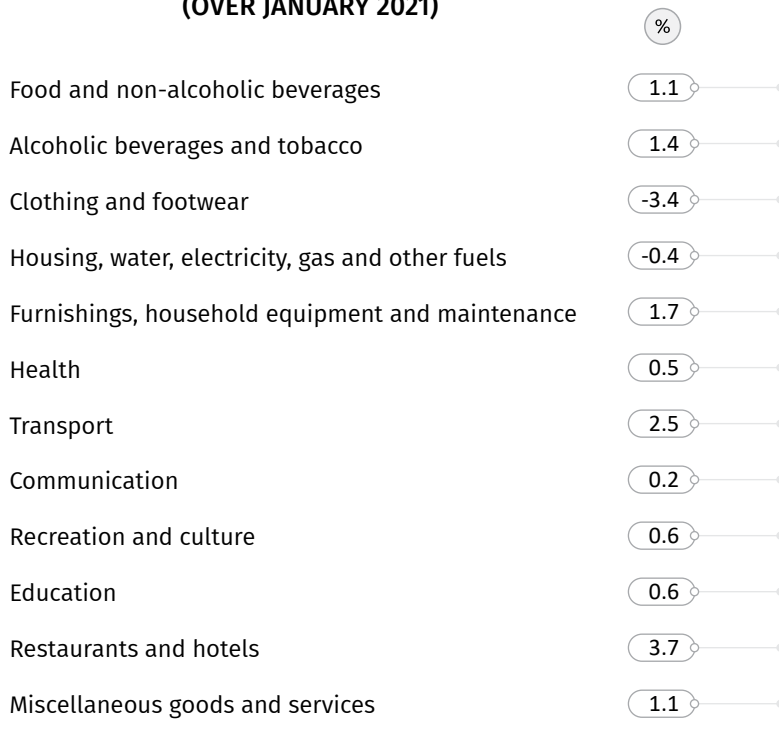 (OVER JANUARY 2021)
%
Food and non-alcoholic beverages 1.1
Alcoholic beverages and tobacco 1.4
Clothing and footwear -3.4
Housing, water, electricity, gas and other fuels -0.4
Furnishings, household equipment and maintenance 1.7
Health 0.5
Transport 2.5
Communication 0.2
Recreation and culture 0.6
Education 0.6
Restaurants and hotels 3.7
Miscellaneous goods and services 1.1